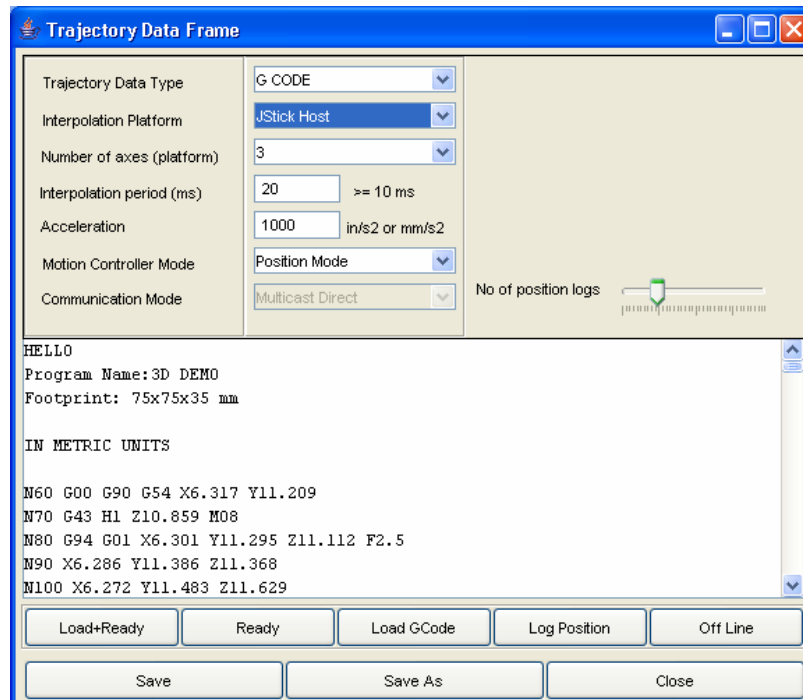 Trajectory Data Frame
Trajectory Data Type G CODE
Interpolation Platform JStick Host
Number of axes (platform) 3
Interpolation period (ms) 20 >= 10 ms
Acceleration 1000 in/s2 or mm/s2
Motion Controller Mode Position Mode
Communication Mode Multicast Direct
No of position logs
HELLO
Program Name:3D DEMO
Footprint: 75x75x35 mm
IN METRIC UNITS
N60 G00 G90 G54 X6.317 Y11.209
N70 G43 H1 Z10.859 M08
N80 G94 G01 X6.301 Y11.295 Z11.112 F2.5
N90 X6.286 Y11.386 Z11.368
N100 X6.272 Y11.483 Z11.629
Load+Ready Ready Load GCode Log Position Off Line
Save Save As Close